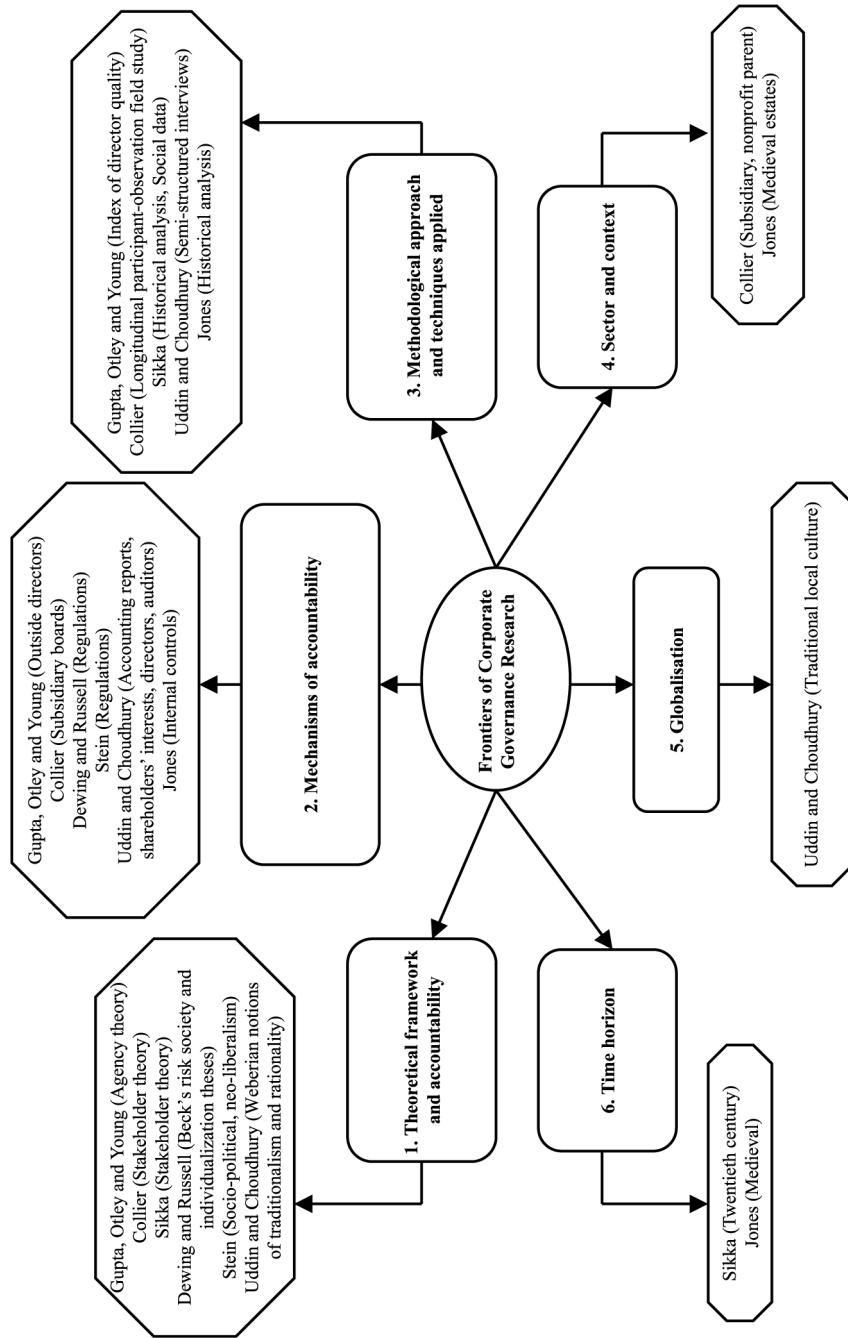 Gupta, Otley and Young (Agency theory)
Collier (Stakeholder theory)
Sikka (Stakeholder theory)
Dewing and Russell (Beck’s risk society and
individualization theses)
Stein (Socio-political, neo-liberalism)
Uddin and Choudhury (Weberian notions
of traditionalism and rationality)
1. Theoretical framework
and accountability
Gupta, Otley and Young (Outside directors)
Collier (Subsidiary boards)
Dewing and Russell (Regulations)
Stein (Regulations)
Uddin and Choudhury (Accounting reports,
shareholders’ interests, directors, auditors)
Jones (Internal controls)
2. Mechanisms of accountability
Gupta, Otley and Young (Index of director quality)
Collier (Longitudinal participant-observation field study)
Sikka (Historical analysis, Social data)
Uddin and Choudhury (Semi-structured interviews)
Jones (Historical analysis)
3. Methodological approach
and techniques applied
Frontiers of Corporate
Governance Research
4. Sector and context
Collier (Subsidiary, nonprofit parent)
Jones (Medieval estates)
5. Globalisation
Uddin and Choudhury (Traditional local culture)
6. Time horizon
Sikka (Twentieth century)
Jones (Medieval)